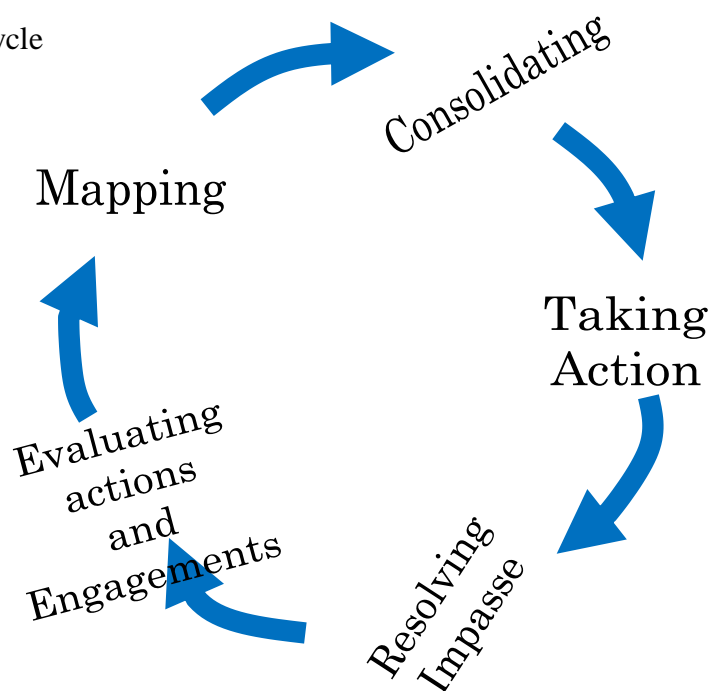 ycle
Consolidating
Mapping
Taking
Action
Resolving
Impasse
Evaluating
actions
and
Engagements